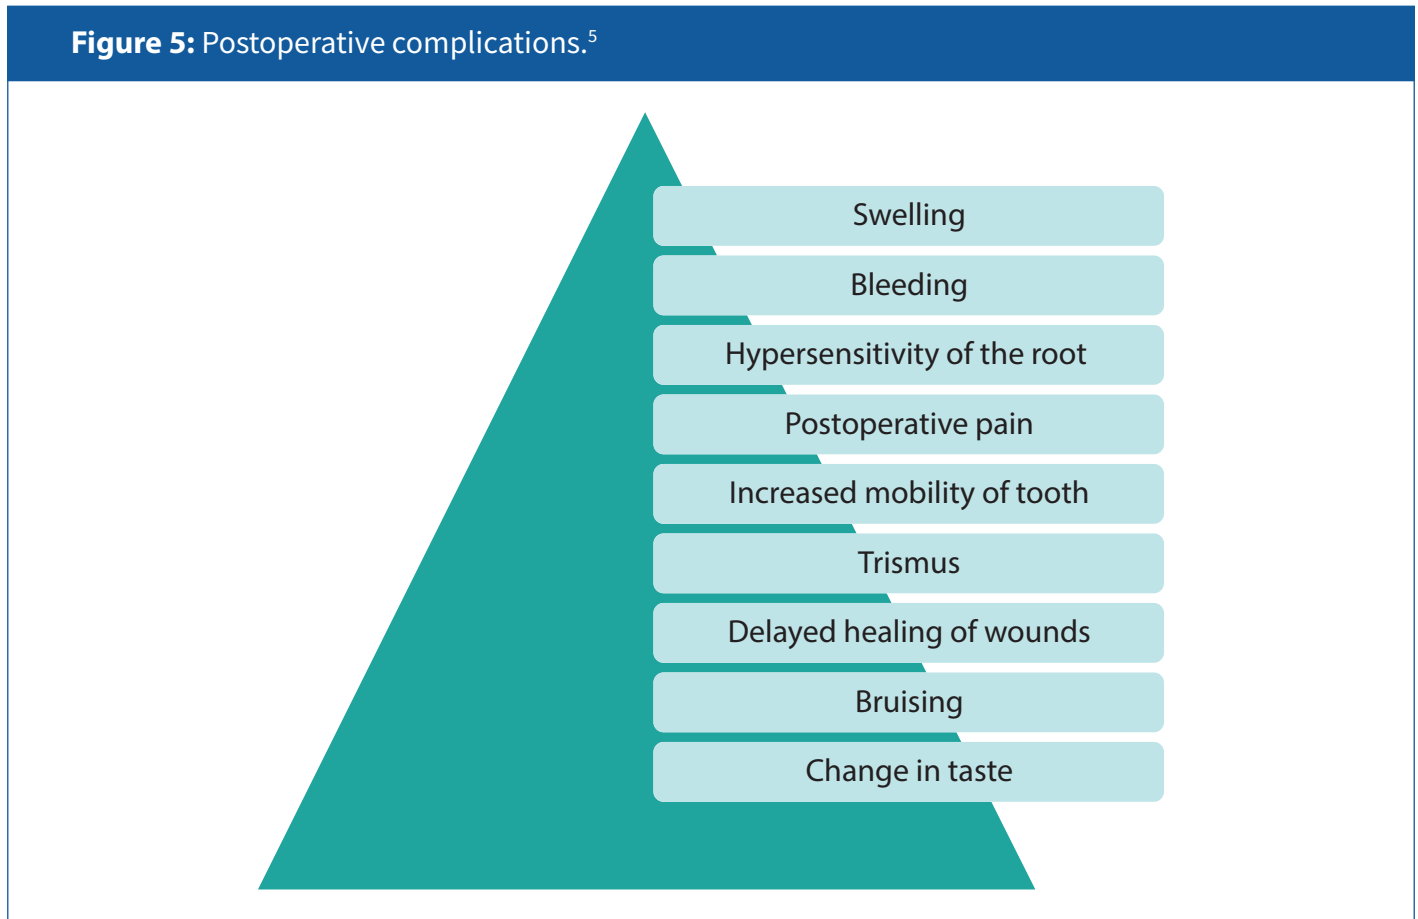 Figure 5: Postoperative complications.5
Swelling
Bleeding
Hypersensitivity of the root
Postoperative pain
Increased mobility of tooth
Trismus
Delayed healing of wounds
Bruising
Change in taste